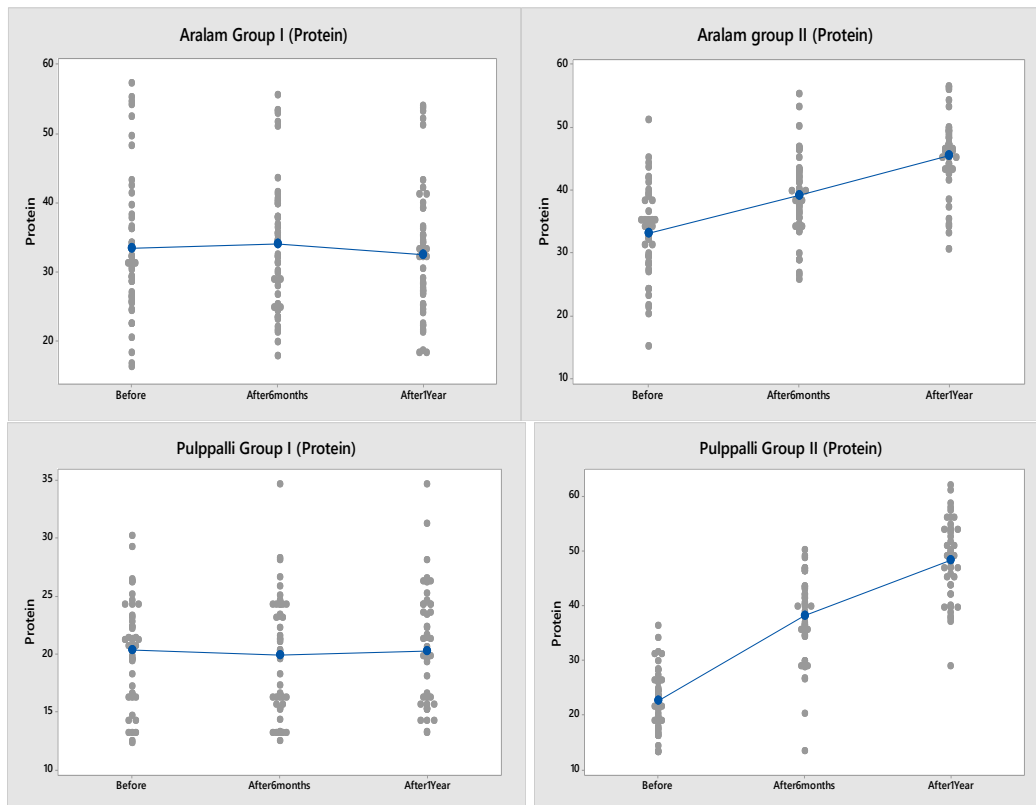 Aralam Group I (Protein)
60
50
40
30
20
Protein
Before
After6months
After1Year
Aralam group II (Protein)
60
50
40
30
20
10
Protein
Before
After6months
After1Year
Pulppalli Group I (Protein)
35
30
25
20
15
10
Protein
Before
After6months
After1Year
Pulppalli Group II (Protein)
60
50
40
30
20
10
Protein
Before
After6months
After1Year